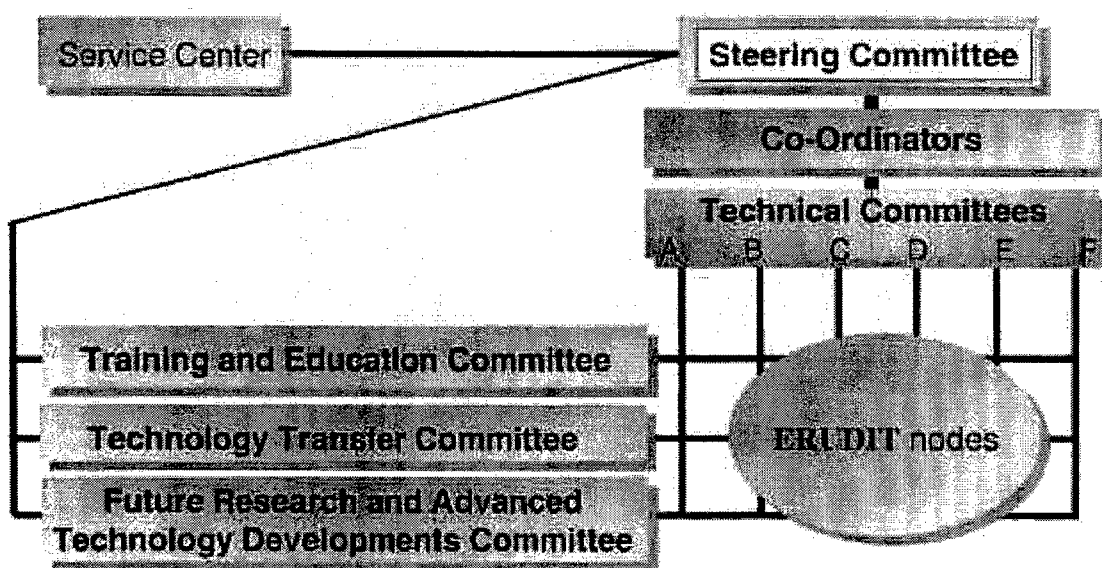 Service Center
Steering Committee
Co-Ordinators
Technical Committees
A B C D E F
Training and Education Committee
Technology Transfer Committee
ERUDIT nodes
Future Research and Advanced
Technology Developments Committee